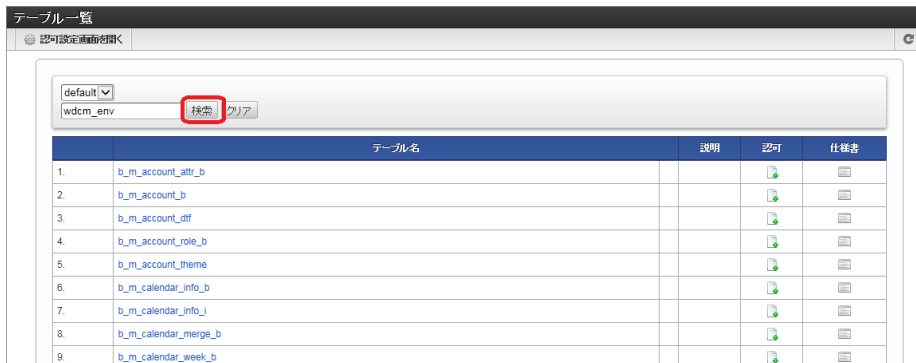 テーブル一覧
認可設定画面を開く
default
wdcm_env 検索 クリア
テーブル名 説明 認可 仕様書
1. b_m_account_attr_b
2. b_m_account_b
3. b_m_account_dtf
4. b_m_account_role_b
5. b_m_account_theme
6. b_m_calendar_info_b
7. b_m_calendar_info_i
8. b_m_calendar_merge_b
9. b_m_calendar_week_b